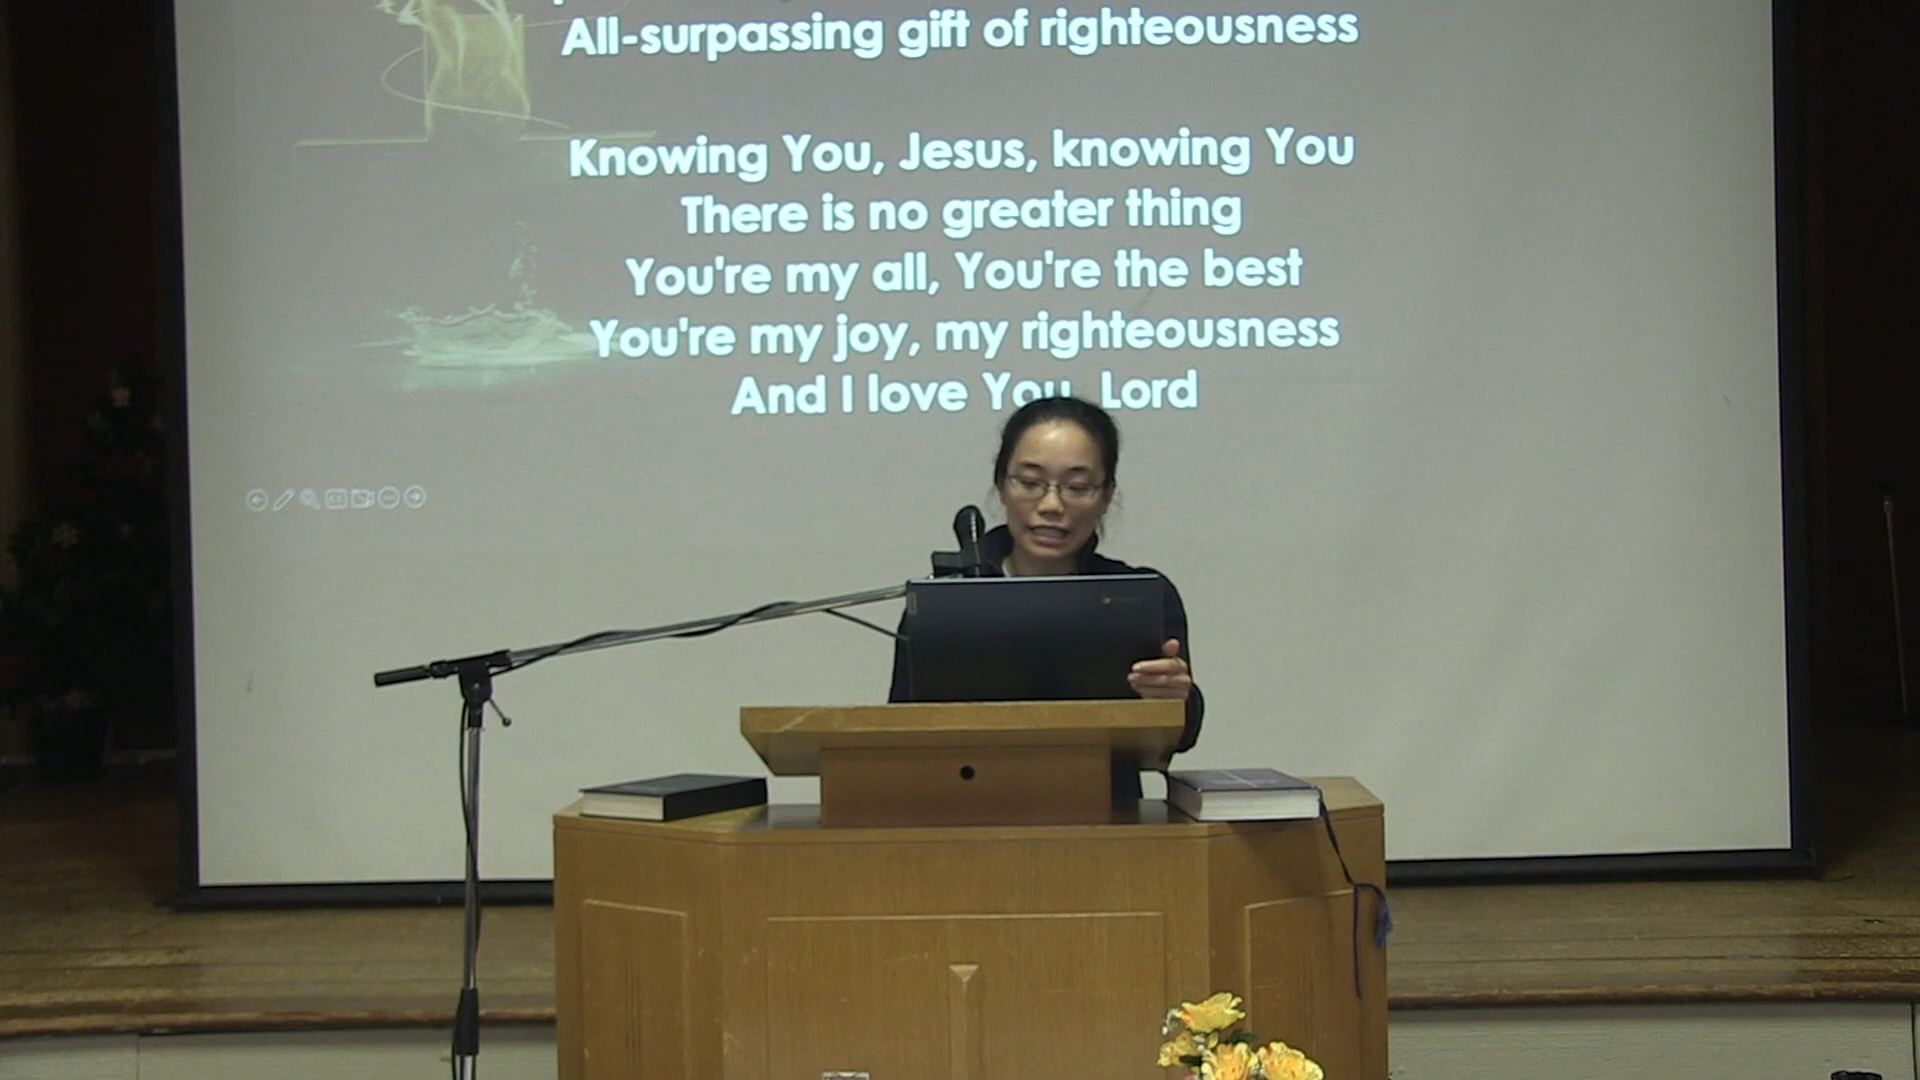 All-surpassing gift of righteousness
Knowing You, Jesus, knowing You
There is no greater thing
You're my all, You're the best
You're my joy, my righteousness
And I love You, Lord